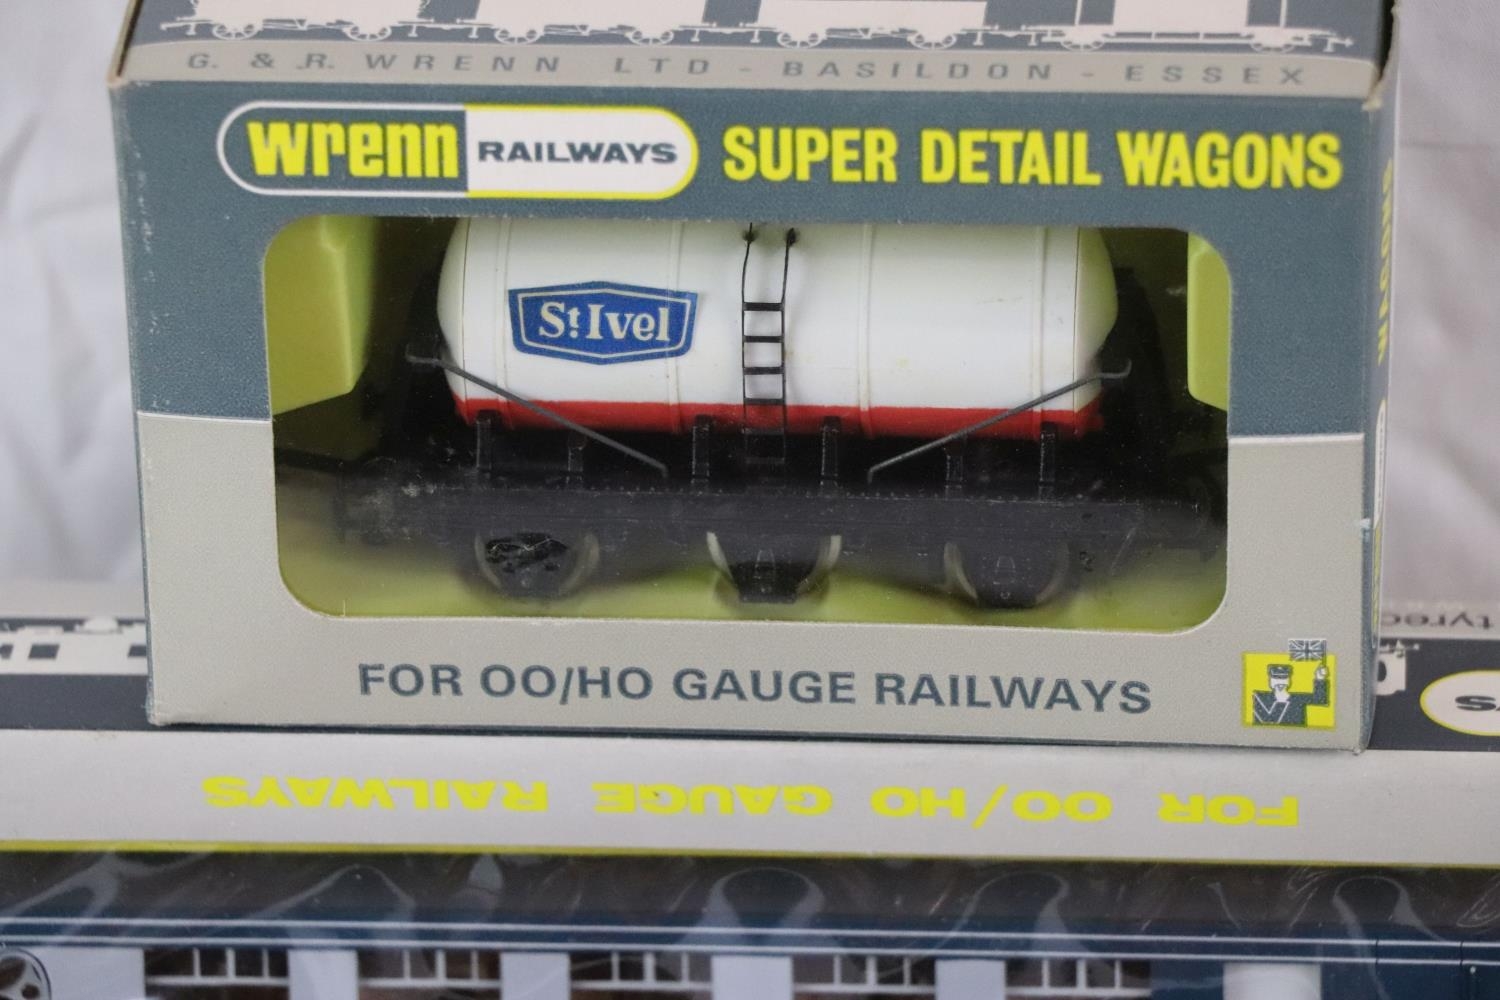 G. & .R. WRENN LTD - BASILDON - ESSEX
wrenn RAILWAYS SUPER DETAIL WAGONS
St Ivel
FOR OO/HO GAUGE RAILWAYS
FOR OO/HO GAUGE RAILWAYS